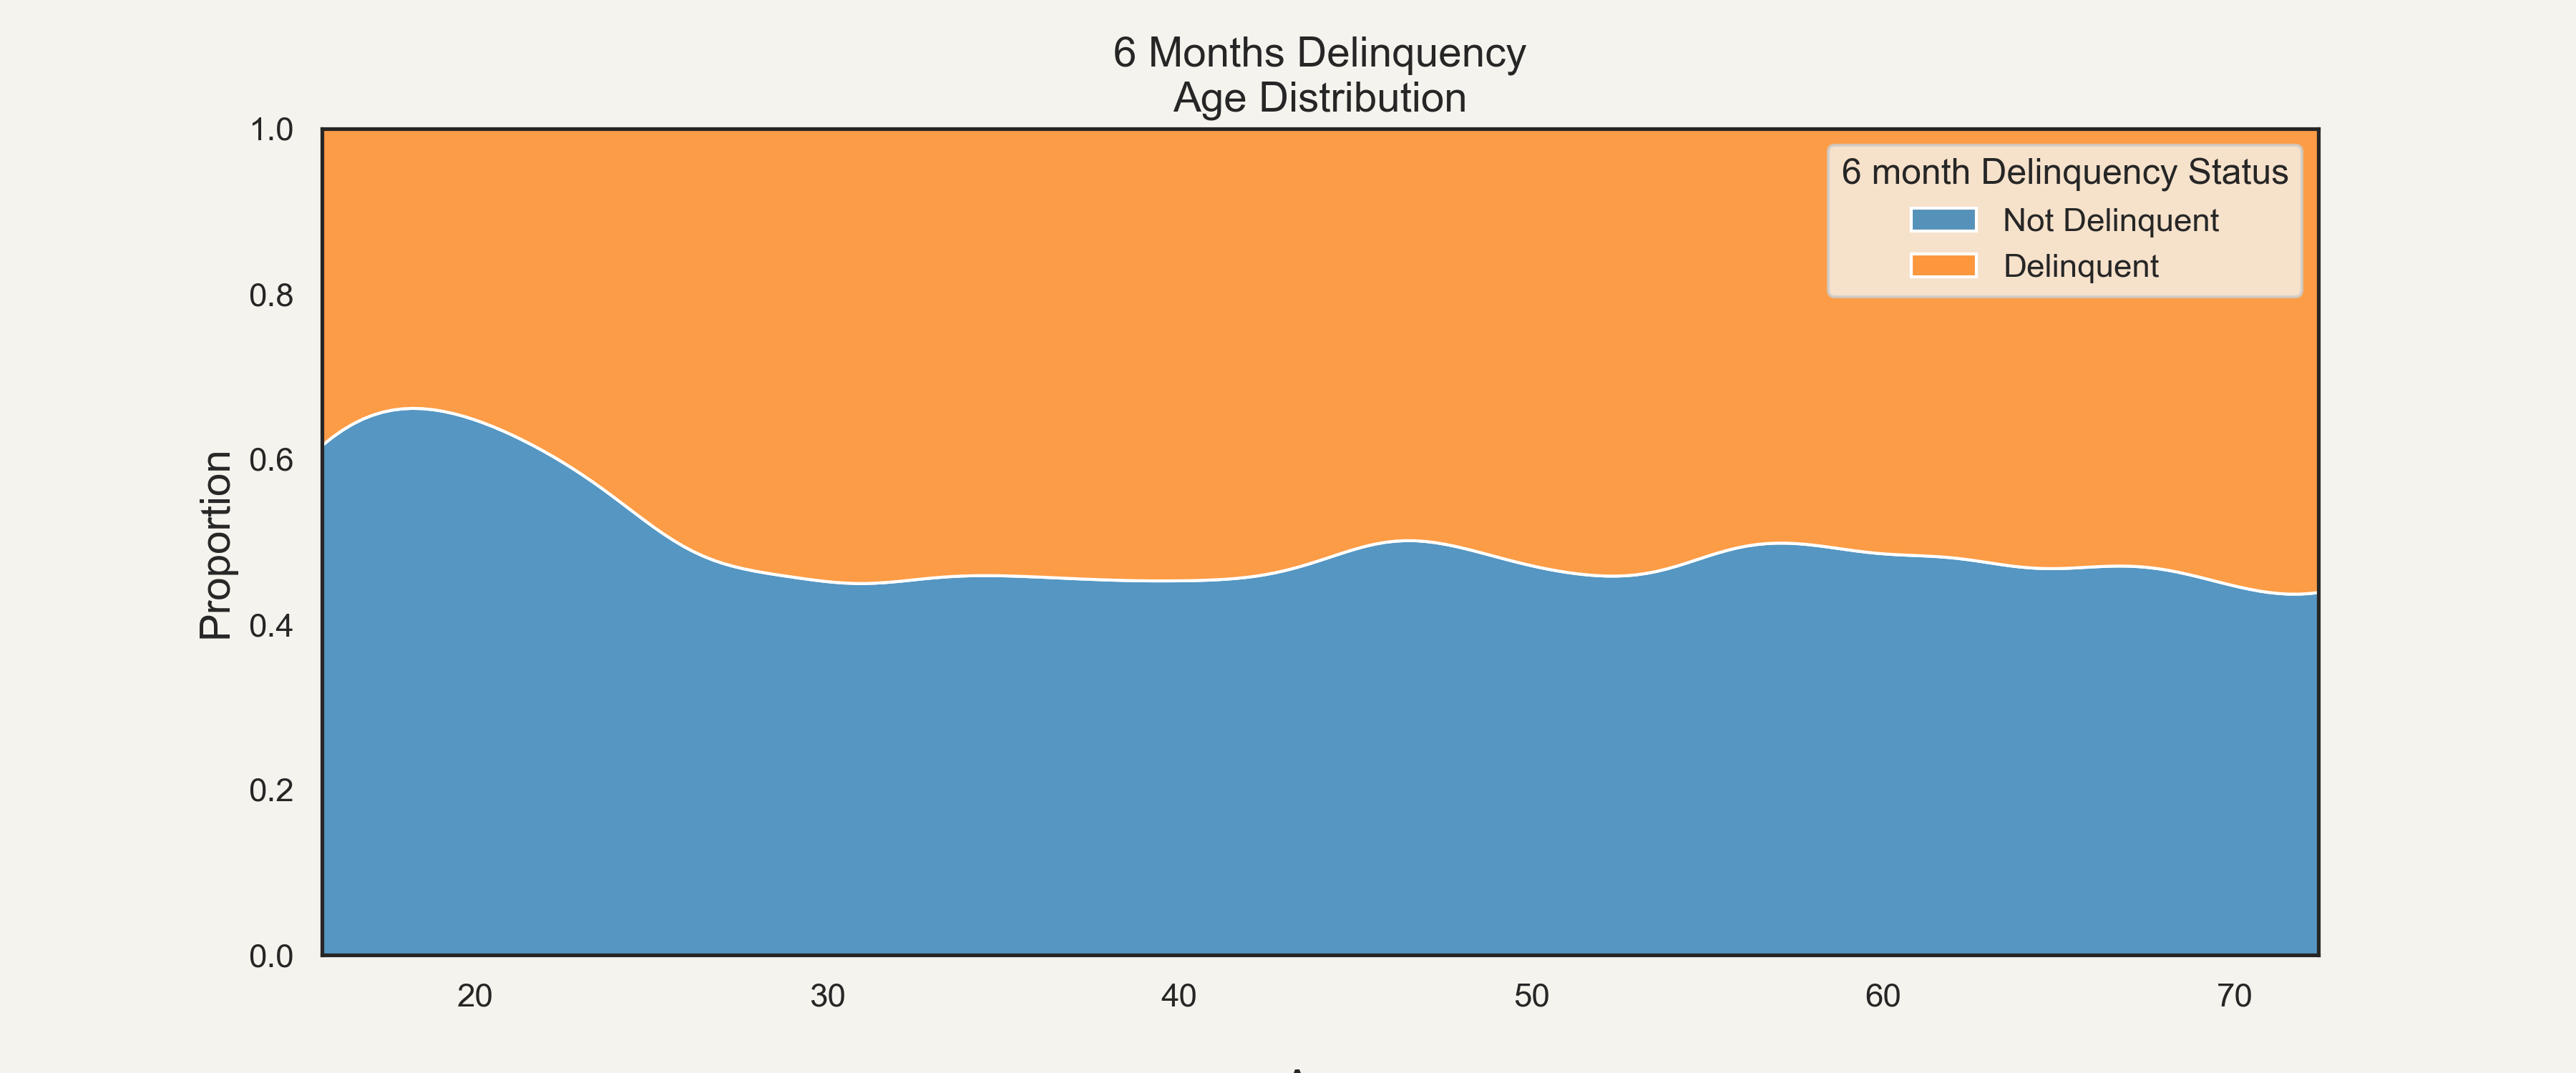 6 Months Delinquency
Age Distribution
1.0
0.8
0.6
0.4
0.2
0.0
Proportion
6 month Delinquency Status
Not Delinquent
Delinquent
20 30 40 50 60 70